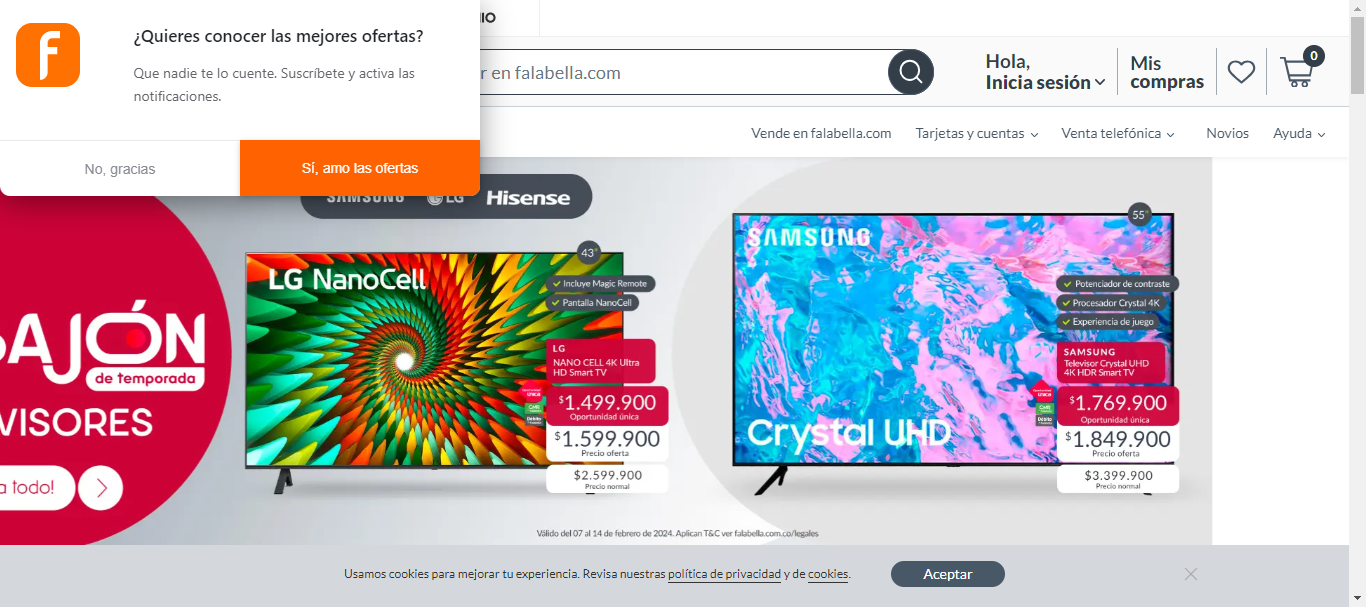 ¿Quieres conocer las mejores ofertas?
Que nadie te lo cuente. Suscríbete y activa las
notificaciones.
No, gracias
Sí, amo las ofertas
IO
r en falabella.com
Hola,
Inicia sesión
Mis
compras
0
Vende en falabella.com
Tarjetas y cuentas
Venta telefónica
Novios
Ayuda
SAMSUNG
LG
Hisense
BAJÓN
de temporada
VISORES
a todo!
43"
LG NanoCell
Incluye Magic Remote
Pantalla NanoCell
LG
NANO CELL 4K Ultra
HD Smart TV
$1.499.900
Oportunidad única
$1.599.900
Precio oferta
$2.599.900
Precio normal
55"
SAMSUNG
Potenciador de contraste
Procesador Crystal 4K
Experiencia de juego
SAMSUNG
Televisor Crystal UHD
4K HDR Smart TV
$1.769.900
Oportunidad única
$1.849.900
Precio oferta
$3.399.900
Precio normal
Crystal UHD
Válido del 07 al 14 de febrero de 2024. Aplican T&C ver falabella.com.co/legales
Usamos cookies para mejorar tu experiencia. Revisa nuestras política de privacidad y de cookies.
Aceptar